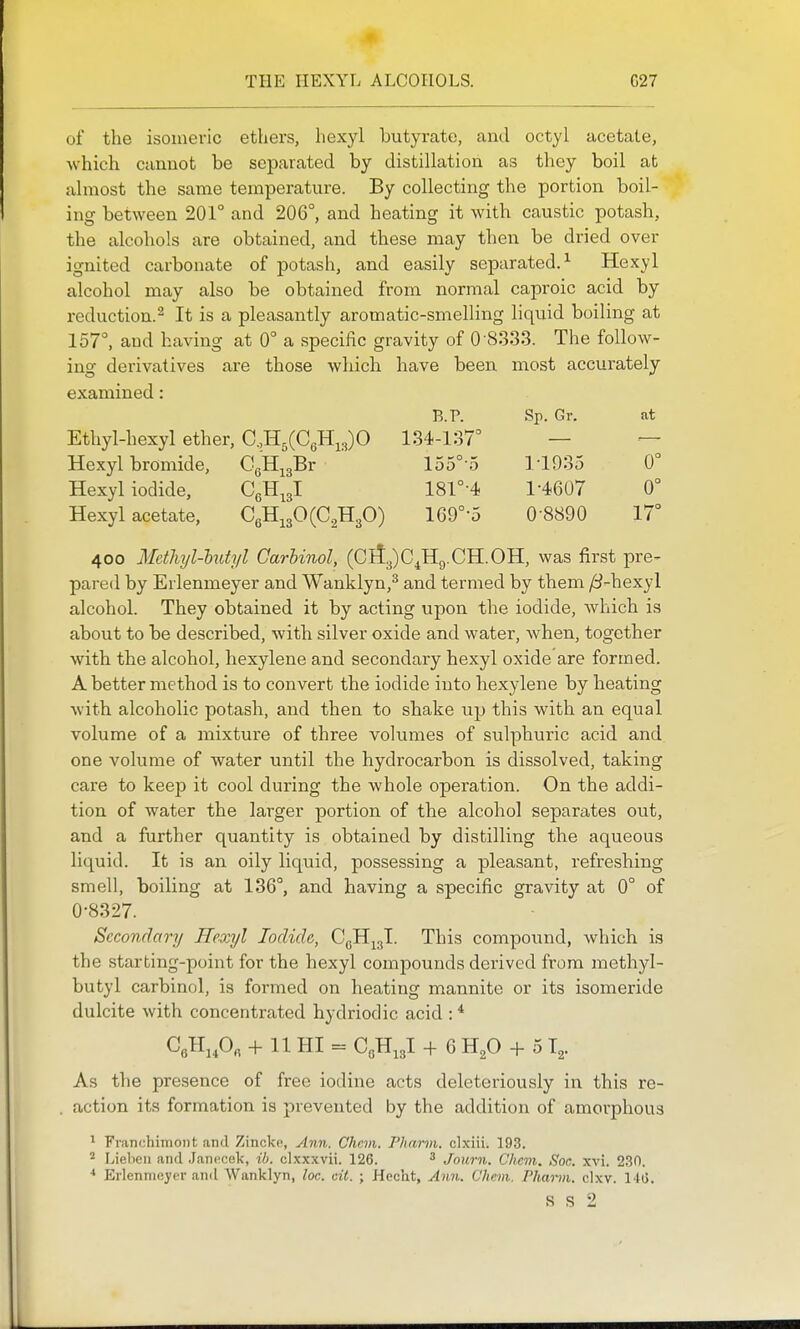 THE HEXYL ALCOHOLS. 627
of the isomeric ethers, hexyl butyrate, and octyl acetate,
which cannot be separated by distillation as they boil at
almost the same temperature. By collecting the portion boil-
ing between 201° and 206°, and heating it with caustic potash,
the alcohols are obtained, and these may then be dried over
ignited carbonate of potash, and easily separated.¹ Hexyl
alcohol may also be obtained from normal caproic acid by
reduction.² It is a pleasantly aromatic-smelling liquid boiling at
157°, and having at 0° a specific gravity of 0·8333. The follow-
ing derivatives are those which have been most accurately
examined :
B.P. Sp. Gr. at
Ethyl-hexyl ether, C₂H₅(C₆H₁₃)O 134-137° — —
Hexyl bromide, C₆H₁₃Br 155°·5 1·1935 0°
Hexyl iodide, C₆H₁₃I 181°·4 1·4607 0°
Hexyl acetate, C₆H₁₃O(C₂H₃O) 169°·5 0·8890 17°
400 Methyl-butyl Carbinol, (CH₃)C₄H₉.CH.OH, was first pre-
pared by Erlenmeyer and Wanklyn,³ and termed by them β-hexyl
alcohol. They obtained it by acting upon the iodide, which is
about to be described, with silver oxide and water, when, together
with the alcohol, hexylene and secondary hexyl oxide are formed.
A better method is to convert the iodide into hexylene by heating
with alcoholic potash, and then to shake up this with an equal
volume of a mixture of three volumes of sulphuric acid and
one volume of water until the hydrocarbon is dissolved, taking
care to keep it cool during the whole operation. On the addi-
tion of water the larger portion of the alcohol separates out,
and a further quantity is obtained by distilling the aqueous
liquid. It is an oily liquid, possessing a pleasant, refreshing
smell, boiling at 136°, and having a specific gravity at 0° of
0·8327.
Secondary Hexyl Iodide, C₆H₁₃I. This compound, which is
the starting-point for the hexyl compounds derived from methyl-
butyl carbinol, is formed on heating mannite or its isomeride
dulcite with concentrated hydriodic acid : ⁴
C₆H₁₄O₆ + 11 HI = C₆H₁₃I + 6 H₂O + 5 I₂.
As the presence of free iodine acts deleteriously in this re-
action its formation is prevented by the addition of amorphous
¹ Franchimont and Zincke, Ann. Chem. Pharm. clxiii. 193.
² Lieben and Janecek, ib. clxxxvii. 126. ³ Journ. Chem. Soc. xvi. 230.
⁴ Erlenmeyer and Wanklyn, loc. cit. ; Hecht, Ann. Chem. Pharm. clxv. 146.
S S 2